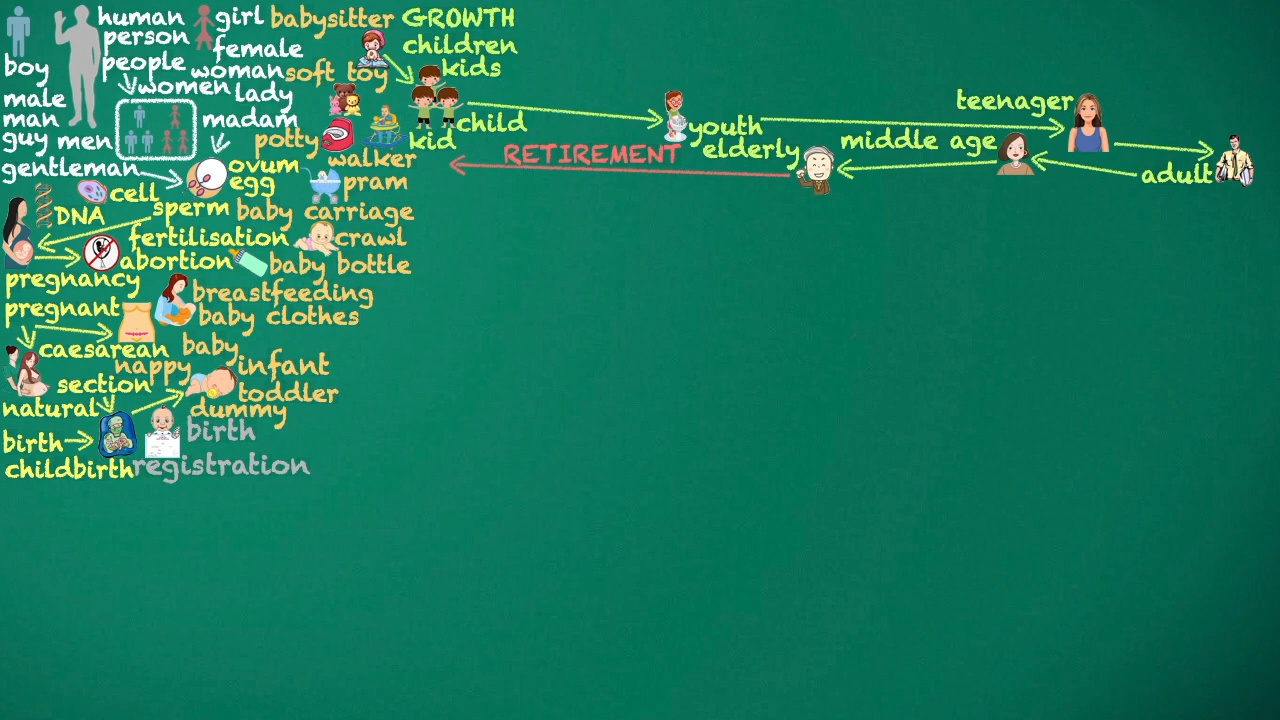 human
girl
babysitter
GROWTH
person
female
children
boy
people
woman
soft toy
kids
women
lady
male
teenager
man
madam
child
youth
guy
men
potty
kid
elderly
middle age
RETIREMENT
gentleman
ovum
walker
adult
egg
pram
cell
DNA
sperm
baby carriage
fertilisation
crawl
abortion
baby bottle
pregnancy
breastfeeding
pregnant
baby clothes
caesarean
baby
nappy
infant
section
toddler
natural
dummy
birth
birth
childbirth
registration